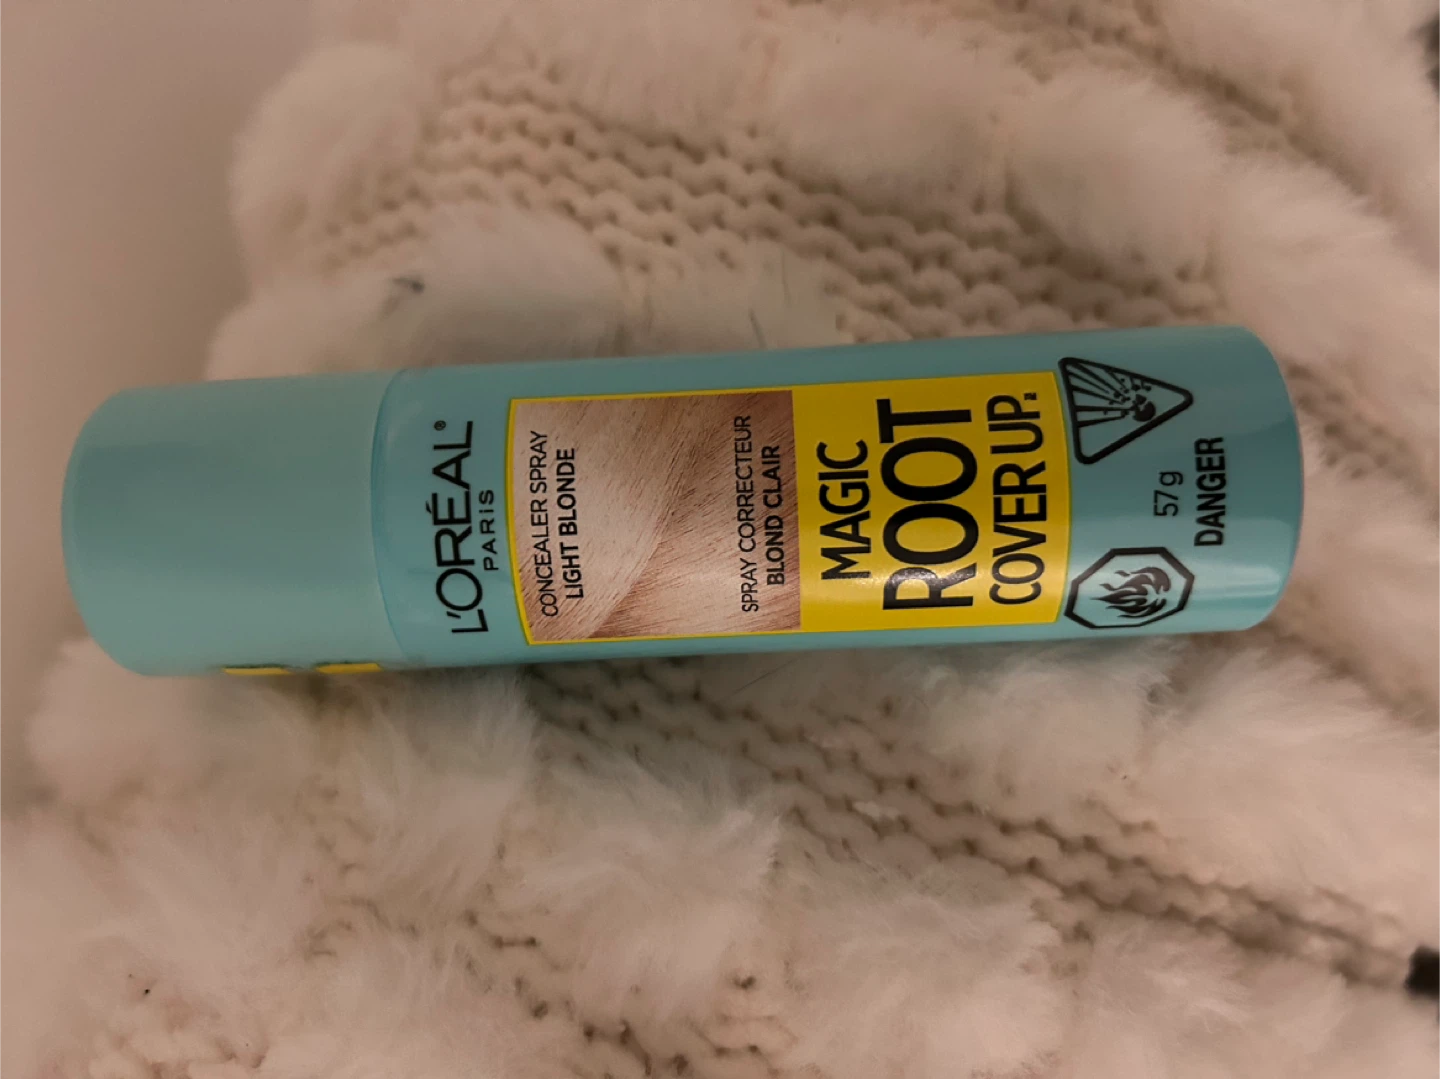 L'ORÉAL®
PARIS
CONCEALER SPRAY
LIGHT BLONDE
SPRAY CORRECTEUR
BLOND CLAIR
MAGIC
ROOT
COVER UP.
57g
DANGER